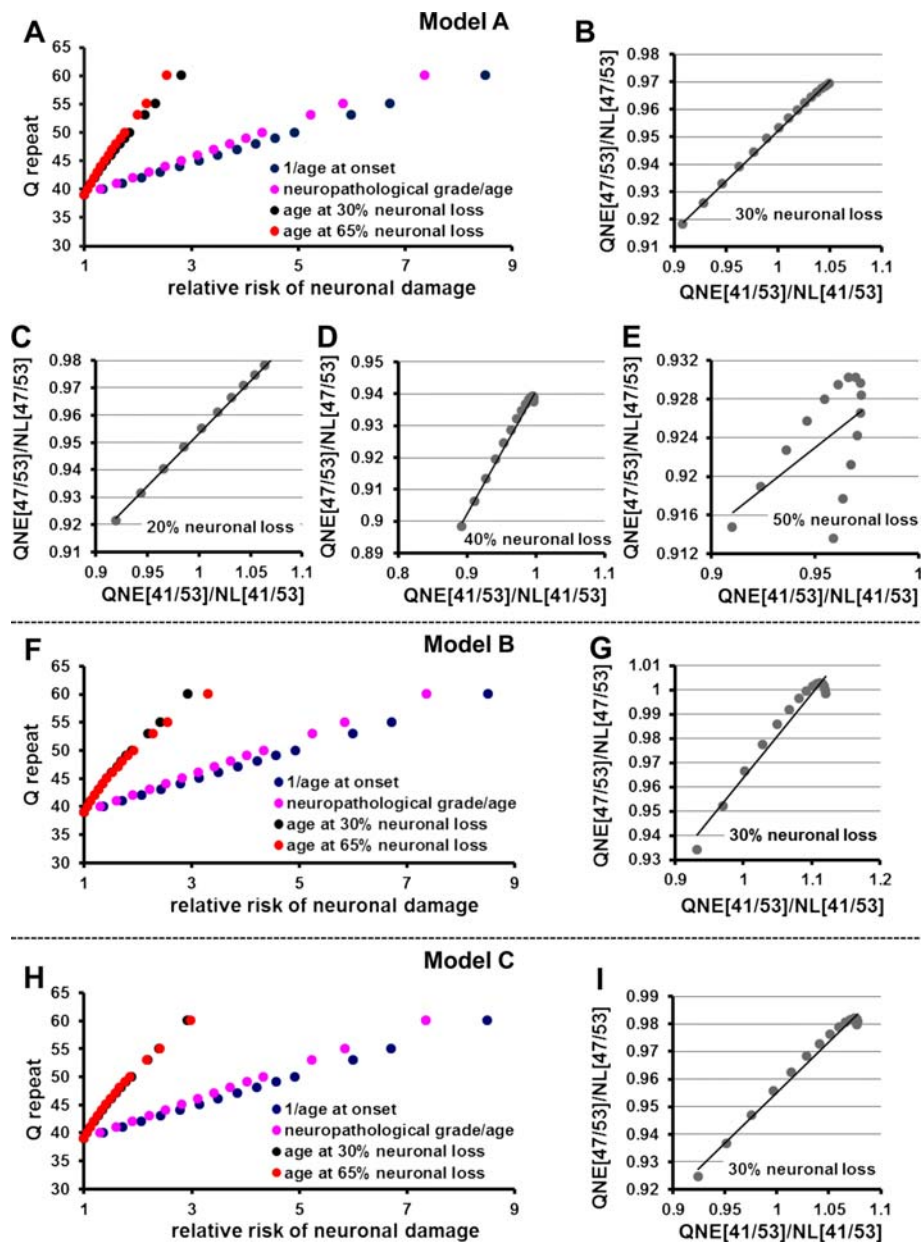 Model A
A
Q repeat
65
60
55
50
45
40
35
30
1
3
5
7
9
1/age at onset
neuropathological grade/age
age at 30% neuronal loss
age at 65% neuronal loss
relative risk of neuronal damage
B
QNE[47/53]/NL[47/53]
0.98
0.97
0.96
0.95
0.94
0.93
0.92
0.91
30% neuronal loss
0.9
0.95
1
1.05
1.1
QNE[41/53]/NL[41/53]
C
QNE[47/53]/NL[47/53]
0.98
0.97
0.96
0.95
0.94
0.93
0.92
0.91
20% neuronal loss
0.9
0.95
1
1.05
1.1
QNE[41/53]/NL[41/53]
D
QNE[47/53]/NL[47/53]
0.95
0.94
0.93
0.92
0.91
0.9
0.89
40% neuronal loss
0.8
0.9
1
1.1
QNE[41/53]/NL[41/53]
E
QNE[47/53]/NL[47/53]
0.932
0.928
0.924
0.92
0.916
0.912
50% neuronal loss
0.9
0.95
1
QNE[41/53]/NL[41/53]
Model B
F
Q repeat
65
60
55
50
45
40
35
30
1
3
5
7
9
1/age at onset
neuropathological grade/age
age at 30% neuronal loss
age at 65% neuronal loss
relative risk of neuronal damage
G
QNE[47/53]/NL[47/53]
1.01
1
0.99
0.98
0.97
0.96
0.95
0.94
0.93
30% neuronal loss
0.9
1
1.1
1.2
QNE[41/53]/NL[41/53]
Model C
H
Q repeat
65
60
55
50
45
40
35
30
1
3
5
7
9
1/age at onset
neuropathological grade/age
age at 30% neuronal loss
age at 65% neuronal loss
relative risk of neuronal damage
I
QNE[47/53]/NL[47/53]
0.99
0.98
0.97
0.96
0.95
0.94
0.93
0.92
30% neuronal loss
0.9
0.95
1
1.05
1.1
QNE[41/53]/NL[41/53]